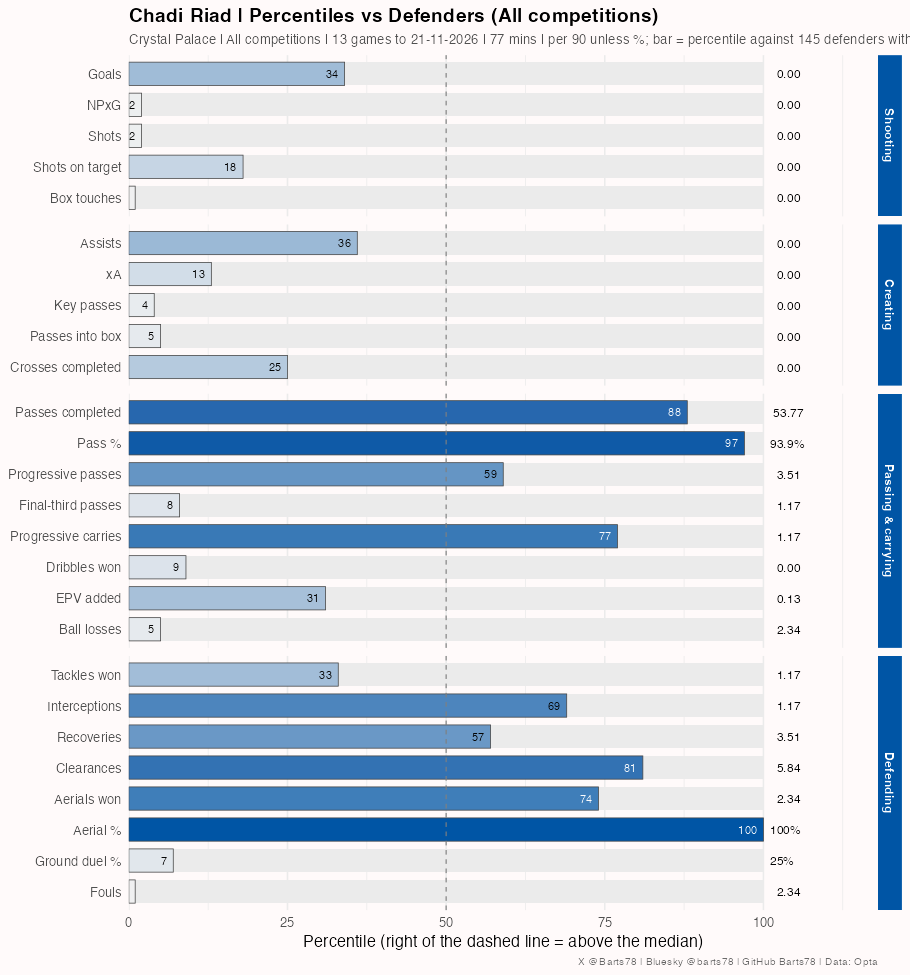 Chadi Riad | Percentiles vs Defenders (All competitions)
Crystal Palace | All competitions | 13 games to 21-11-2026 | 77 mins | per 90 unless %; bar = percentile against 145 defenders with
Shooting
Goals 34 0.00
NPxG 2 0.00
Shots 2 0.00
Shots on target 18 0.00
Box touches 0.00
Creating
Assists 36 0.00
xA 13 0.00
Key passes 4 0.00
Passes into box 5 0.00
Crosses completed 25 0.00
Passing & carrying
Passes completed 88 53.77
Pass % 97 93.9%
Progressive passes 59 3.51
Final-third passes 8 1.17
Progressive carries 77 1.17
Dribbles won 9 0.00
EPV added 31 0.13
Ball losses 5 2.34
Defending
Tackles won 33 1.17
Interceptions 69 1.17
Recoveries 57 3.51
Clearances 81 5.84
Aerials won 74 2.34
Aerial % 100 100%
Ground duel % 7 25%
Fouls 2.34
0 25 50 75 100
Percentile (right of the dashed line = above the median)
X @Barts78 | Bluesky @barts78 | GitHub Barts78 | Data: Opta